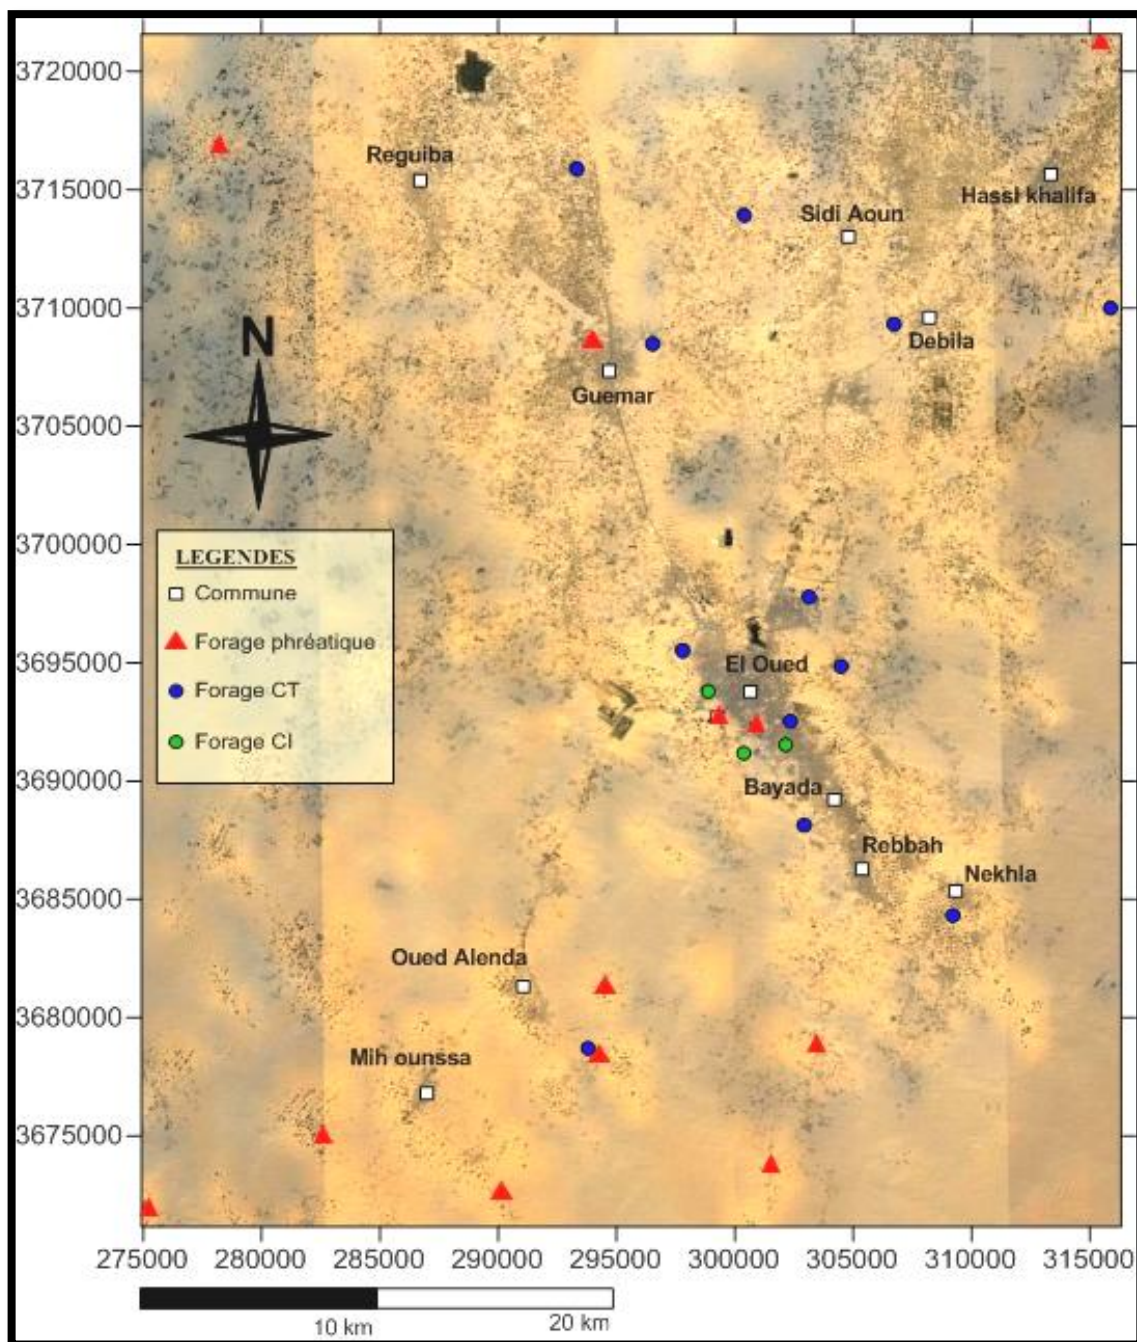 3720000
Reguiba
3715000
HassI khalifa
Sidi Aoun
3710000
N
Debila
Guemar
3705000
3700000
LEGENDES
Commune
Forage phréatique
Forage CT
Forage CI
3695000
El Oued
3690000
Bayada
Rebbah
Nekhla
3685000
Oued Alenda
3680000
Mih ounssa
3675000
275000 280000 285000 290000 295000 300000 305000 310000 315000
10 km 20 km